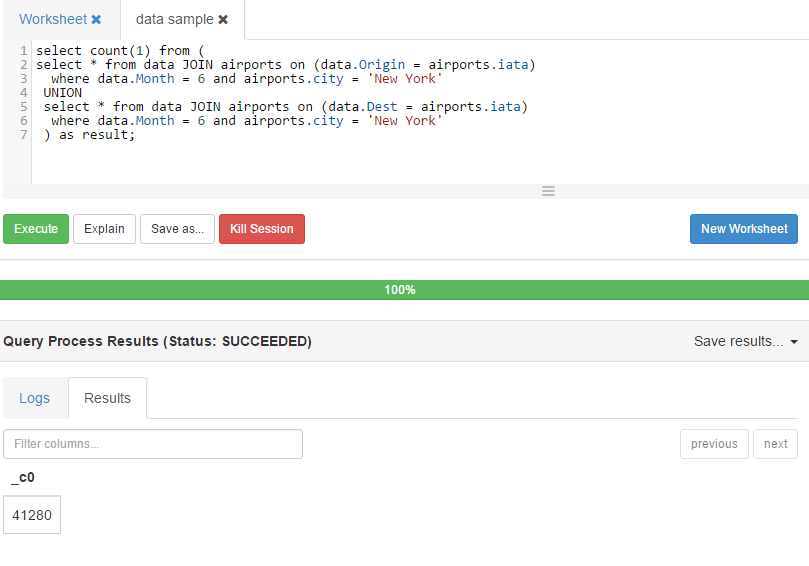 Worksheet ✖ data sample ✖
1 select count(1) from (
2 select * from data JOIN airports on (data.Origin = airports.iata)
3 where data.Month = 6 and airports.city = 'New York'
4 UNION
5 select * from data JOIN airports on (data.Dest = airports.iata)
6 where data.Month = 6 and airports.city = 'New York'
7 ) as result;
Execute Explain Save as... Kill Session New Worksheet
100%
Query Process Results (Status: SUCCEEDED) Save results...
Logs Results
Filter columns... previous next
_c0
41280